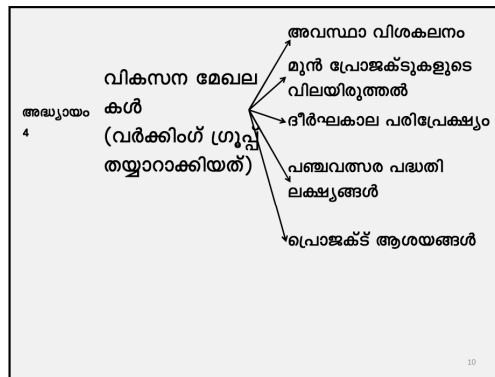 അദ്ധ്യായം
4
വികസന മേഖല
കൾ
(വർക്കിംഗ് ഗ്രൂപ്പ്
തയ്യാറാക്കിയത്)
അവസ്ഥാ വിശകലനം
മുൻ പ്രോജക്ടുകളുടെ
വിലയിരുത്തൽ
ദീർഘകാല പരിപ്രേക്ഷ്യം
പഞ്ചവത്സര പദ്ധതി
ലക്ഷ്യങ്ങൾ
പ്രൊജക്ട് ആശയങ്ങൾ
10